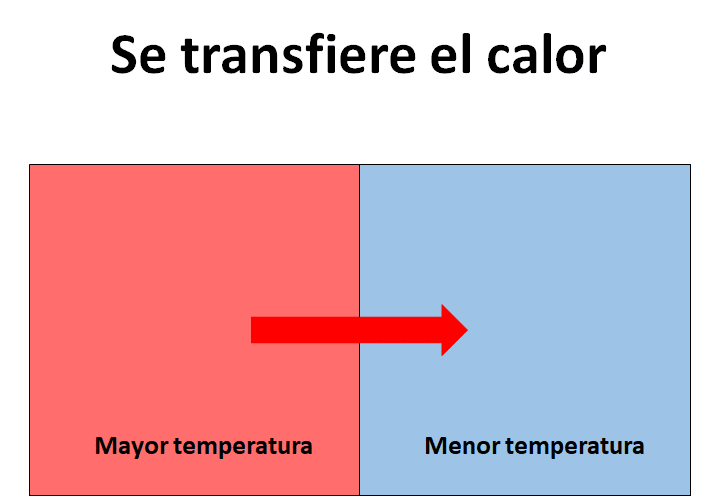 Se transfiere el calor
Mayor temperatura
Menor temperatura